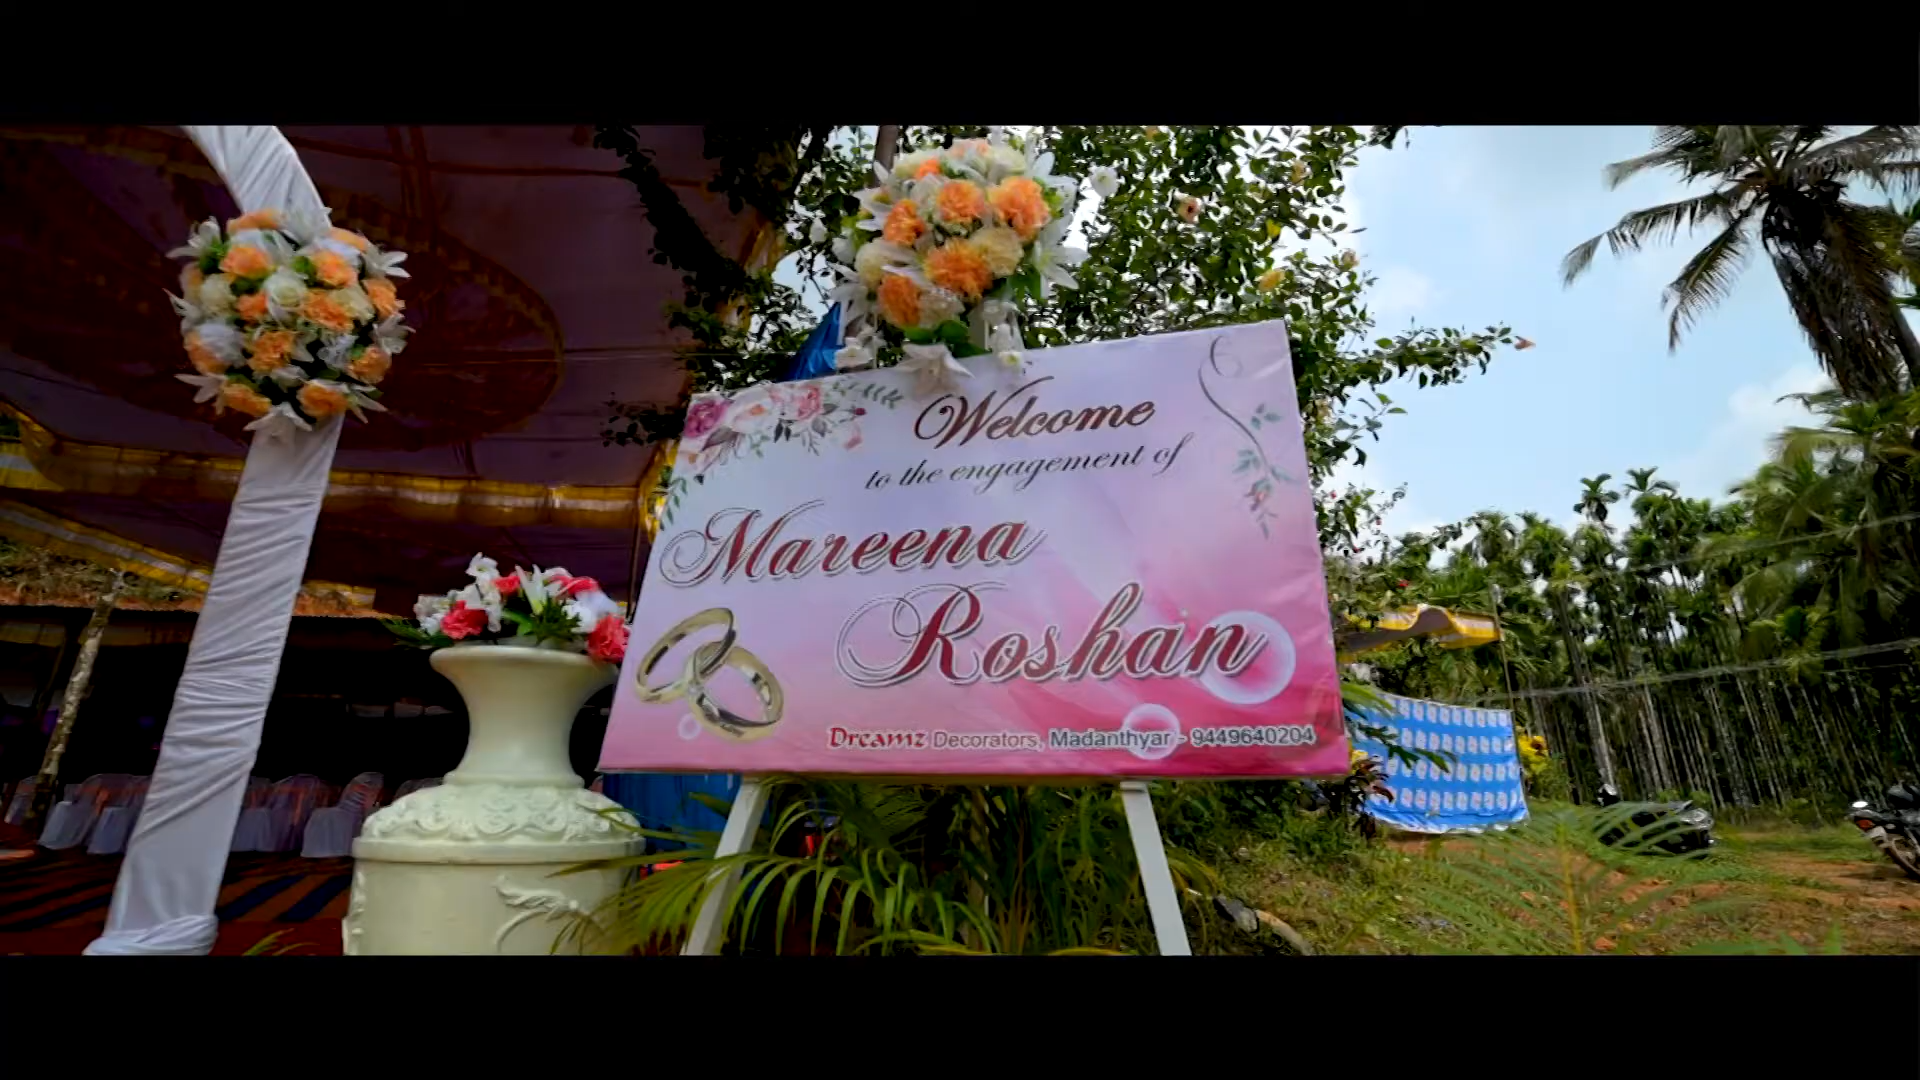 Welcome
to the engagement of
Mareena
Roshan
Dreamz Decorators, Madanthyar - 9449640204